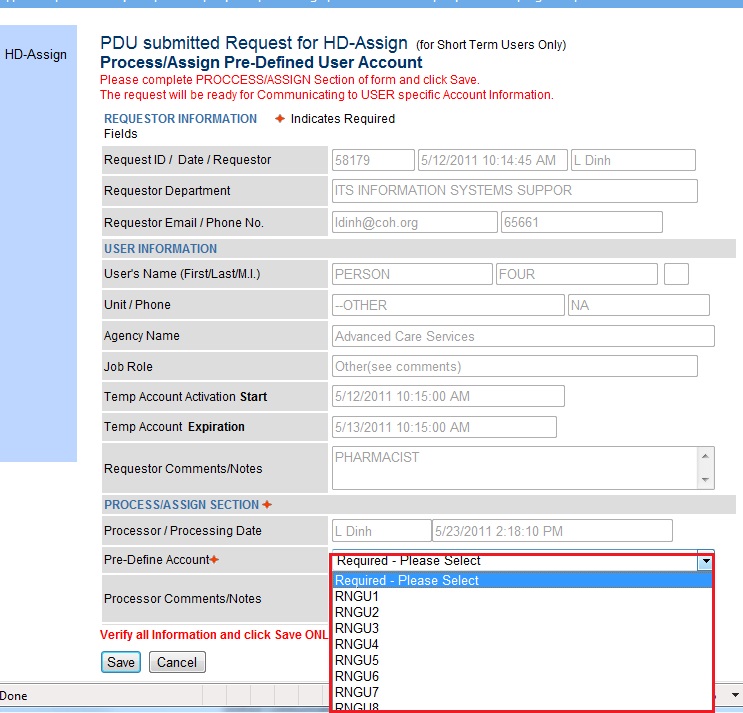 HD-Assign
PDU submitted Request for HD-Assign (for Short Term Users Only)
Process/Assign Pre-Defined User Account
Please complete PROCCESS/ASSIGN Section of form and click Save.
The request will be ready for Communicating to USER specific Account Information.
REQUESTOR INFORMATION ✦ Indicates Required
Fields
Request ID / Date / Requestor 58179 5/12/2011 10:14:45 AM L Dinh
Requestor Department ITS INFORMATION SYSTEMS SUPPOR
Requestor Email / Phone No. ldinh@coh.org 65661
USER INFORMATION
User's Name (First/Last/M.I.) PERSON FOUR
Unit / Phone --OTHER NA
Agency Name Advanced Care Services
Job Role Other(see comments)
Temp Account Activation Start 5/12/2011 10:15:00 AM
Temp Account Expiration 5/13/2011 10:15:00 AM
Requestor Comments/Notes PHARMACIST
PROCESS/ASSIGN SECTION ✦
Processor / Processing Date L Dinh 5/23/2011 2:18:10 PM
Pre-Define Account✦ Required - Please Select
Required - Please Select
RNGU1
RNGU2
RNGU3
RNGU4
RNGU5
RNGU6
RNGU7
RNGU8
Processor Comments/Notes
Verify all Information and click Save ONL
Save Cancel
Done